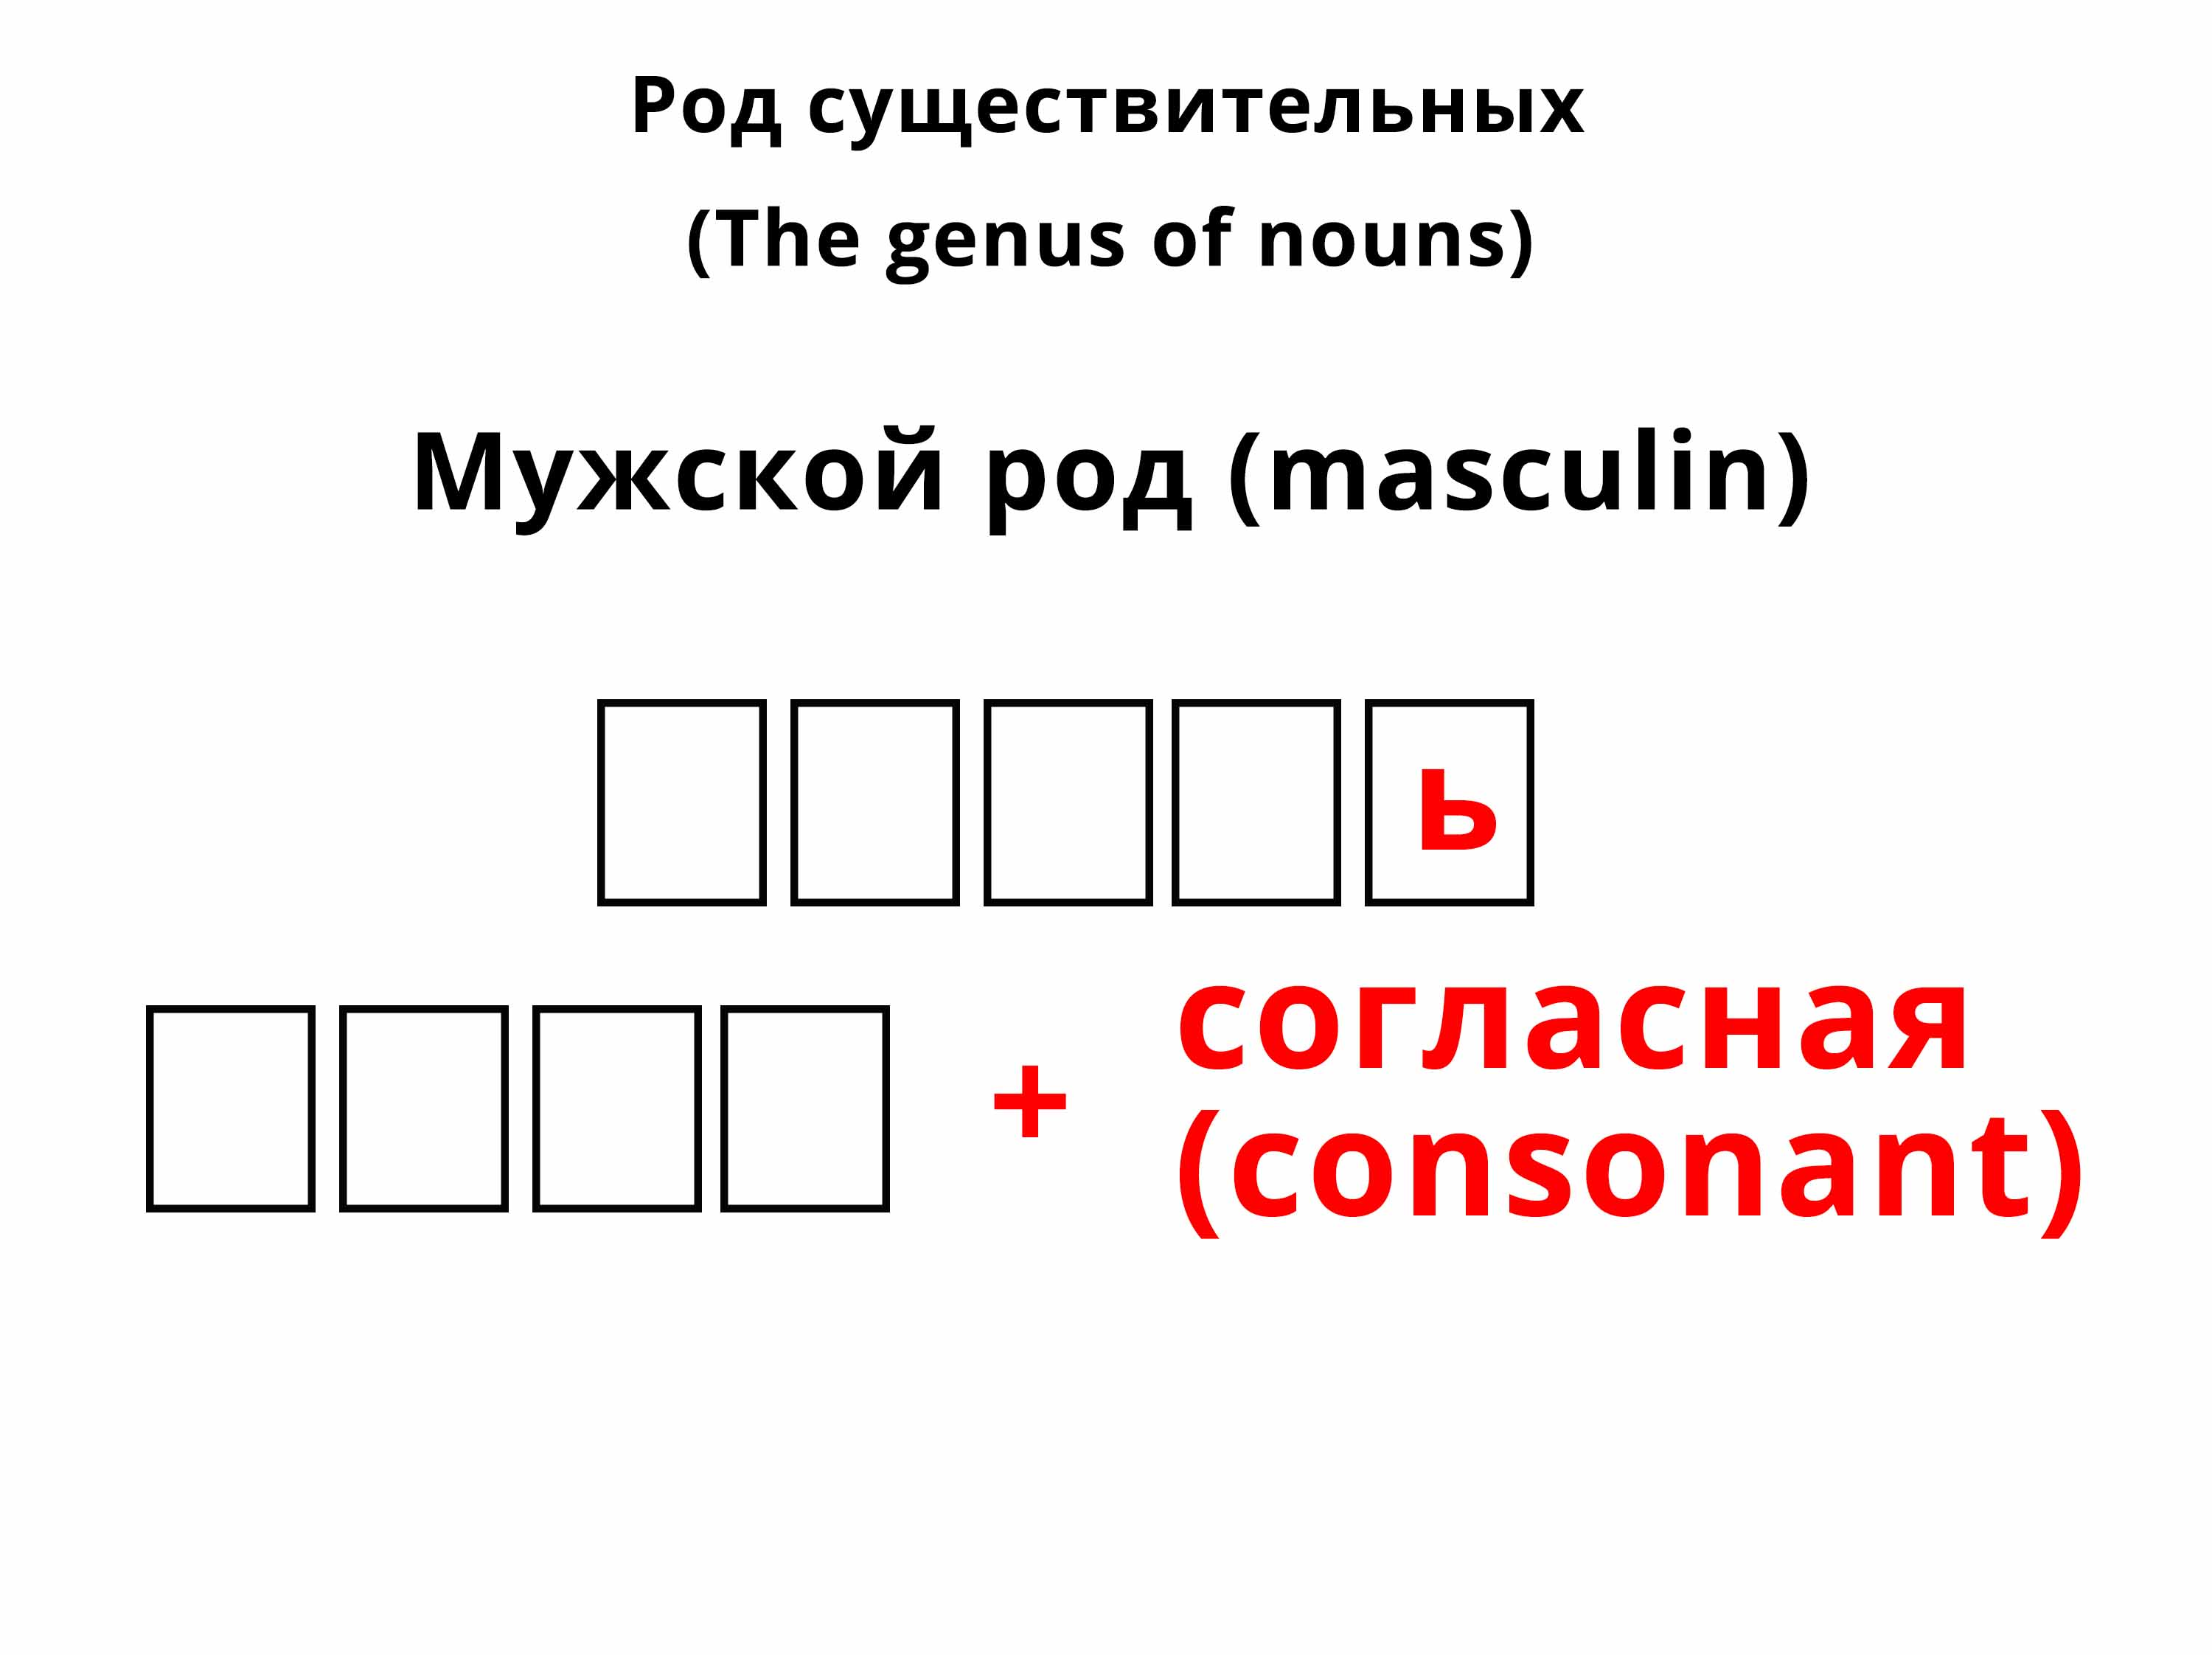 Род существительных
(The genus of nouns)
Мужской род (masculin)
ь
согласная
+
(consonant)